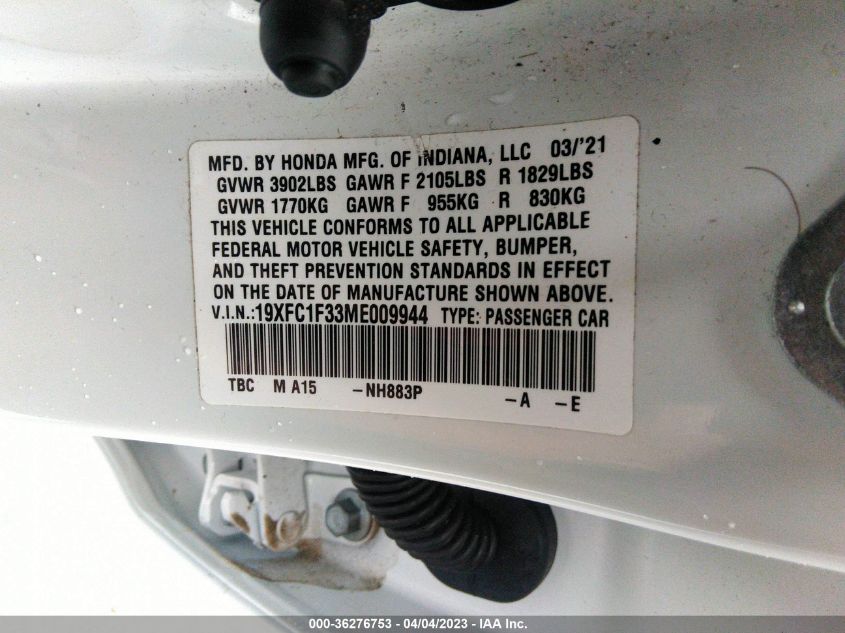 MFD. BY HONDA MFG. OF INDIANA, LLC 03/'21
GVWR 3902LBS GAWR F 2105LBS R 1829LBS
GVWR 1770KG GAWR F 955KG R 830KG
THIS VEHICLE CONFORMS TO ALL APPLICABLE
FEDERAL MOTOR VEHICLE SAFETY, BUMPER,
AND THEFT PREVENTION STANDARDS IN EFFECT
ON THE DATE OF MANUFACTURE SHOWN ABOVE.
V.I.N.:19XFC1F33ME009944 TYPE: PASSENGER CAR
TBC M A15 -NH883P -A -E
000-36276753 - 04/04/2023 - IAA Inc.